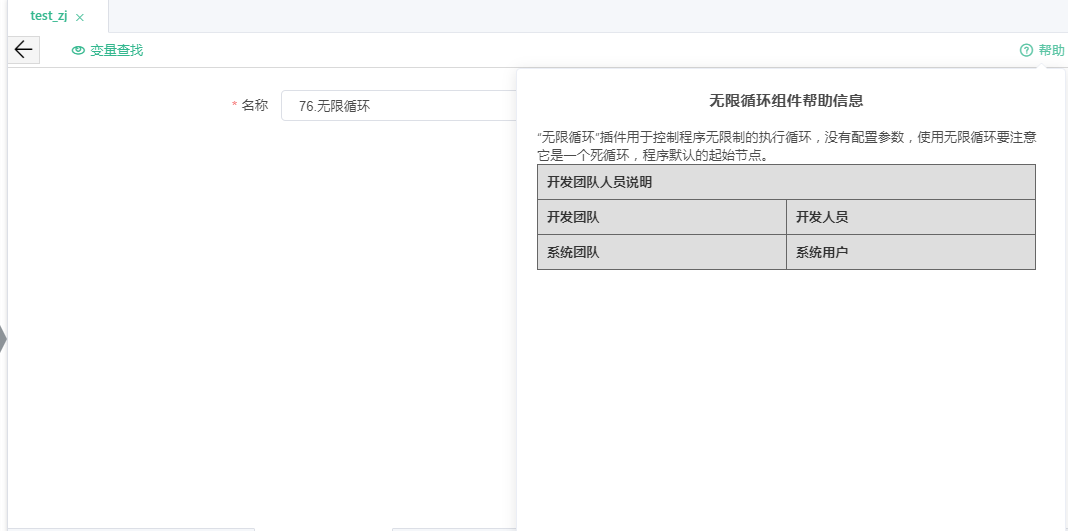 test_zj
变量查找
帮助
* 名称
76.无限循环
无限循环组件帮助信息
“无限循环”插件用于控制程序无限制的执行循环，没有配置参数，使用无限循环要注意
它是一个死循环，程序默认的起始节点。
开发团队人员说明
开发团队 开发人员
系统团队 系统用户